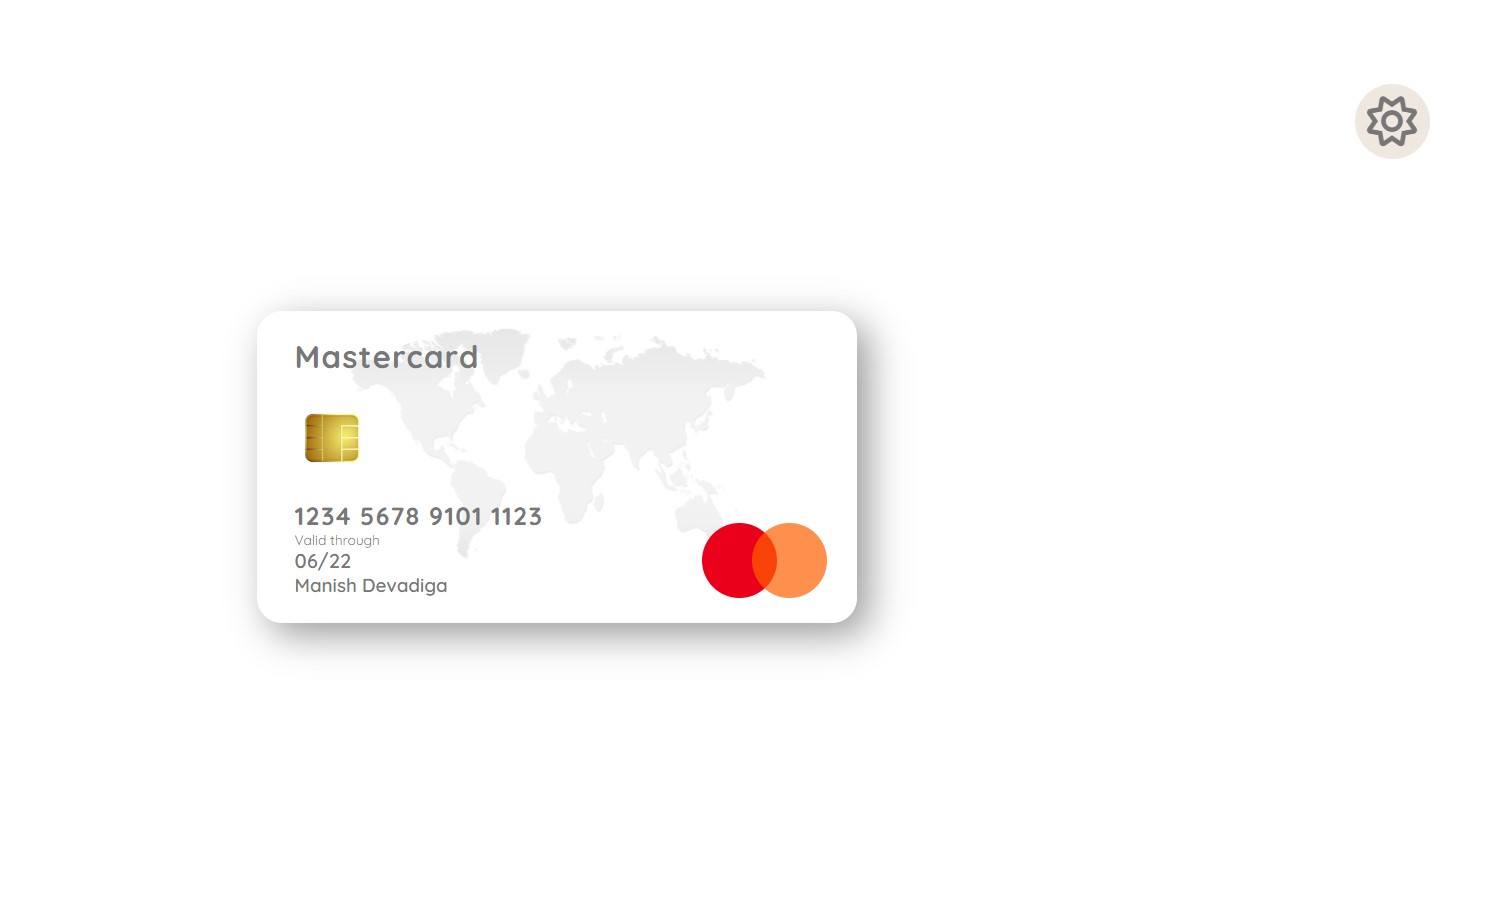 Mastercard
1234 5678 9101 1123
Valid through
06/22
Manish Devadiga